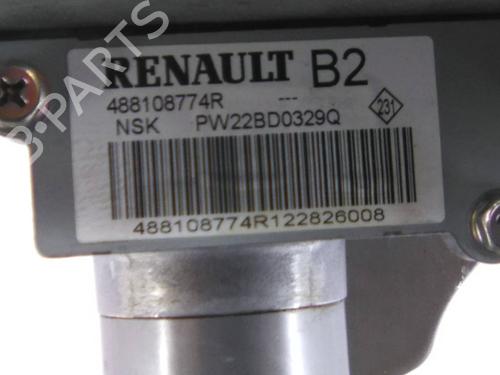 RENAULT B2
488108774R ---
NSK PW22BD0329Q
231
488108774R122826008
B-PARTS